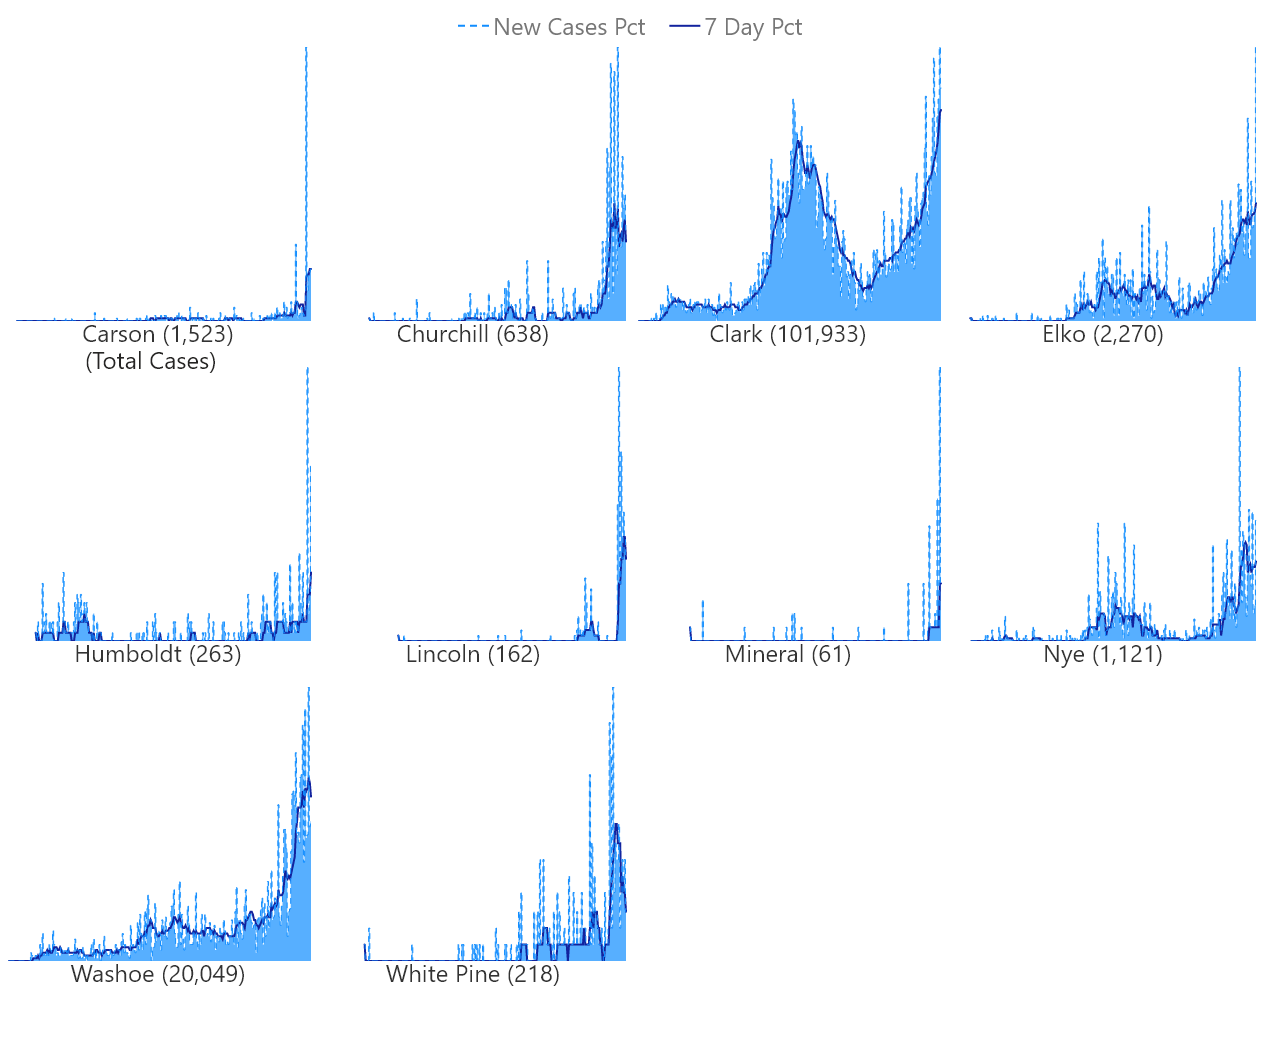 New Cases Pct 7 Day Pct
Carson (1,523) Churchill (638) Clark (101,933) Elko (2,270)
(Total Cases)
Humboldt (263) Lincoln (162) Mineral (61) Nye (1,121)
Washoe (20,049) White Pine (218)